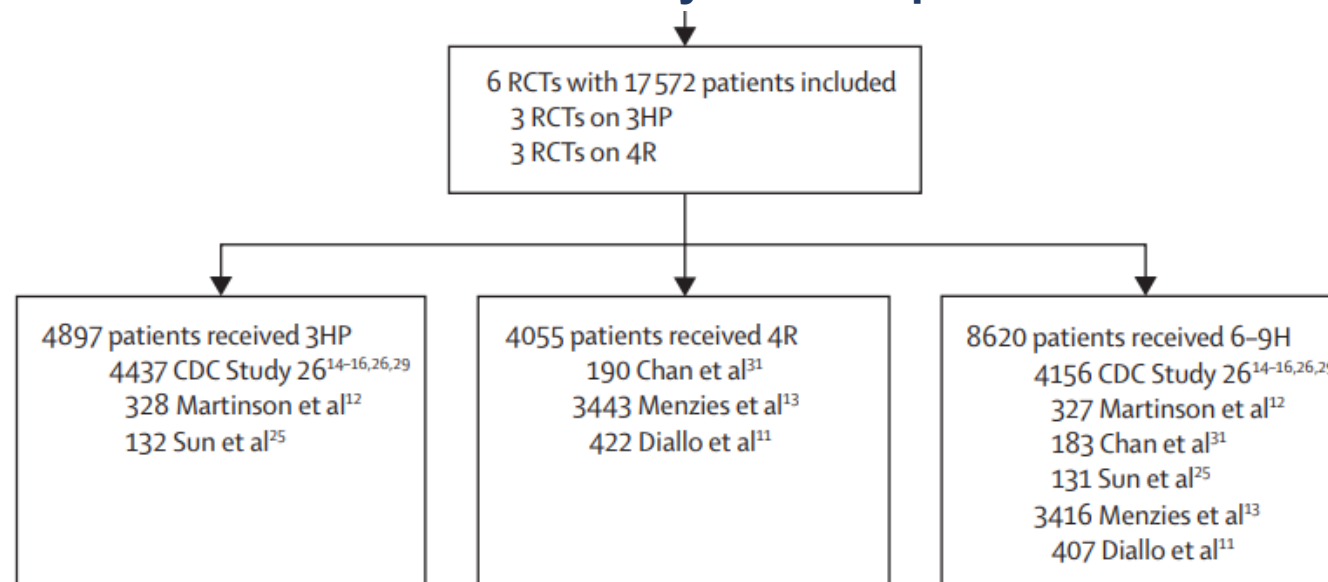 6 RCTs with 17 572 patients included
3 RCTs on 3HP
3 RCTs on 4R
4897 patients received 3HP
4437 CDC Study 26¹⁴⁻¹⁶,²⁶,²⁹
328 Martinson et al¹²
132 Sun et al²⁵
4055 patients received 4R
190 Chan et al³¹
3443 Menzies et al¹³
422 Diallo et al¹¹
8620 patients received 6–9H
4156 CDC Study 26¹⁴⁻¹⁶,²⁶,²⁹
327 Martinson et al¹²
183 Chan et al³¹
131 Sun et al²⁵
3416 Menzies et al¹³
407 Diallo et al¹¹